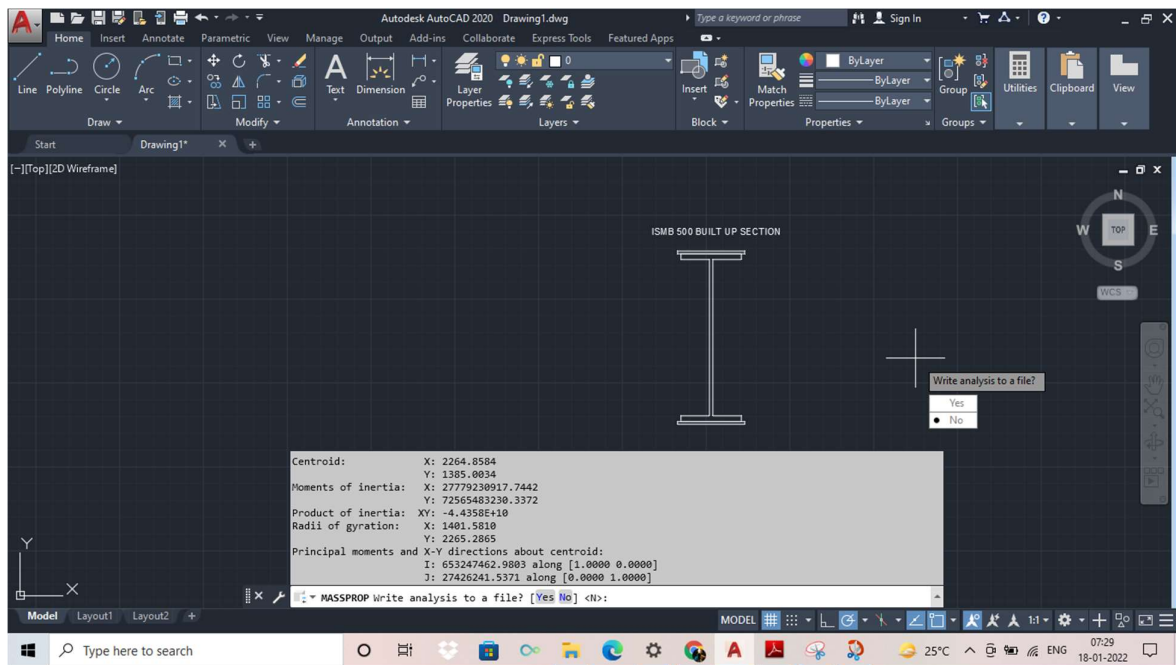 Autodesk AutoCAD 2020 Drawing1.dwg
Type a keyword or phrase
Sign In
Home Insert Annotate Parametric View Manage Output Add-ins Collaborate Express Tools Featured Apps
Line Polyline Circle Arc
Text Dimension
Layer Properties
0
Insert
Match Properties
ByLayer
ByLayer
ByLayer
Group
Utilities
Clipboard
View
Draw Modify Annotation Layers Block Properties Groups
Start Drawing1*
[−][Top][2D Wireframe]
N
W TOP E
S
WCS
ISMB 500 BUILT UP SECTION
Write analysis to a file?
Yes
No
Centroid: X: 2264.8584
Y: 1385.0034
Moments of inertia: X: 27779230917.7442
Y: 72565483230.3372
Product of inertia: XY: -4.4358E+10
Radii of gyration: X: 1401.5810
Y: 2265.2865
Principal moments and X-Y directions about centroid:
I: 653247462.9803 along [1.0000 0.0000]
J: 27426241.5371 along [0.0000 1.0000]
Y
X
MASSPROP Write analysis to a file? [Yes No] <N>:
Model Layout1 Layout2
MODEL
1:1
Type here to search
25°C
ENG
07:29
18-01-2022